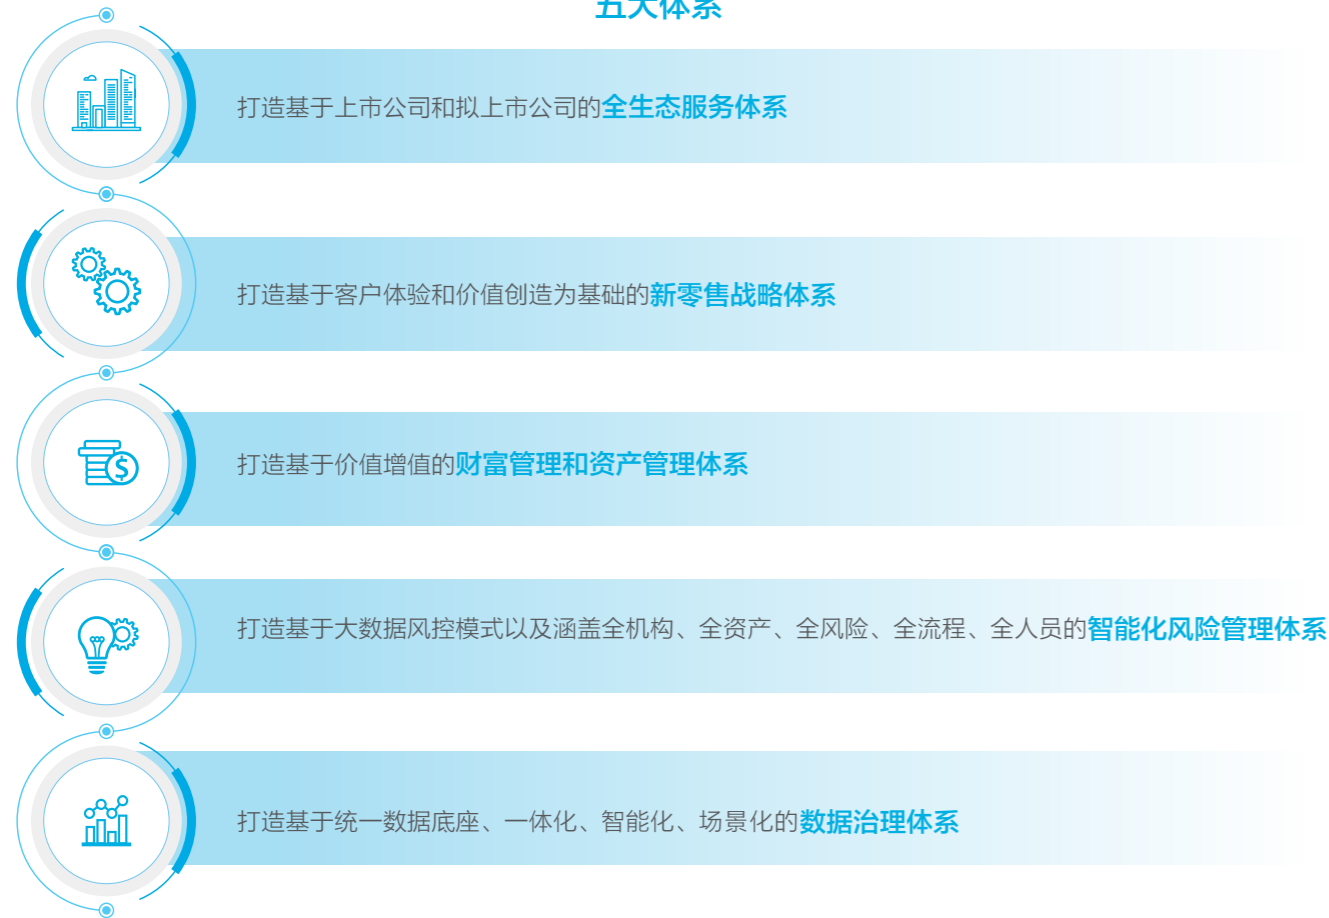 五大体系
打造基于上市公司和拟上市公司的全生态服务体系
打造基于客户体验和价值创造为基础的新零售战略体系
打造基于价值增值的财富管理和资产管理体系
打造基于大数据风控模式以及涵盖全机构、全资产、全风险、全流程、全人员的智能化风险管理体系
打造基于统一数据底座、一体化、智能化、场景化的数据治理体系